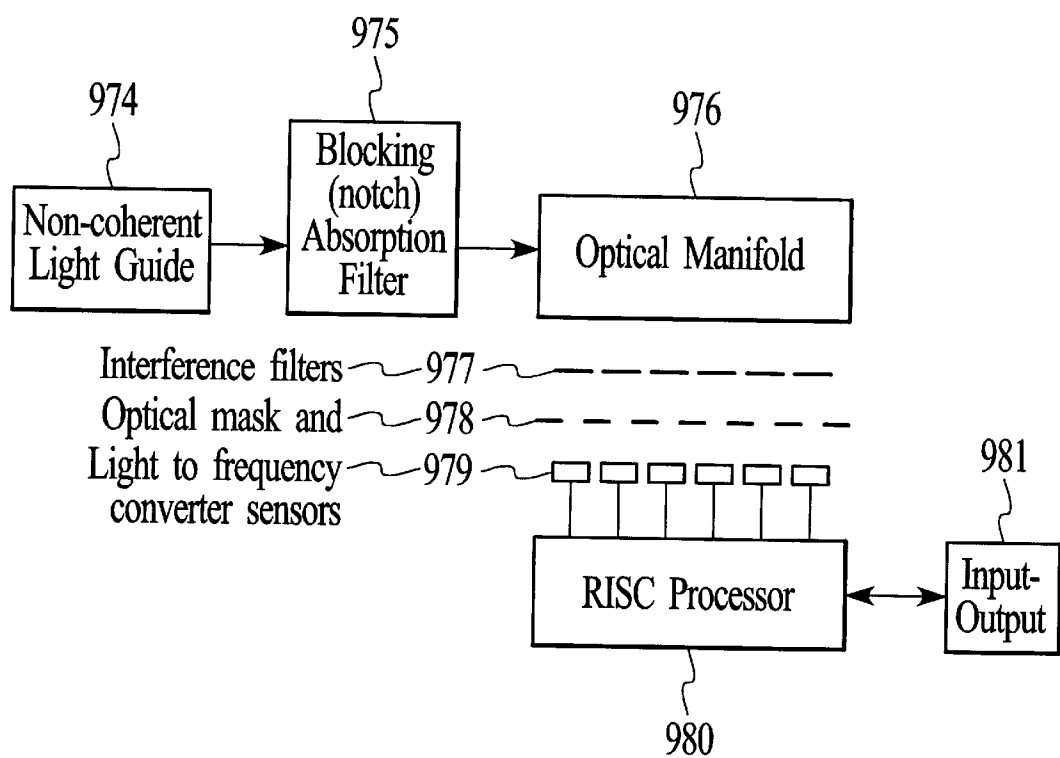 975
974
976
Blocking
(notch)
Absorption
Filter
Non-coherent
Light Guide
Optical Manifold
Interference filters 977
Optical mask and 978
Light to frequency 979
converter sensors
981
RISC Processor
Input-
Output
980